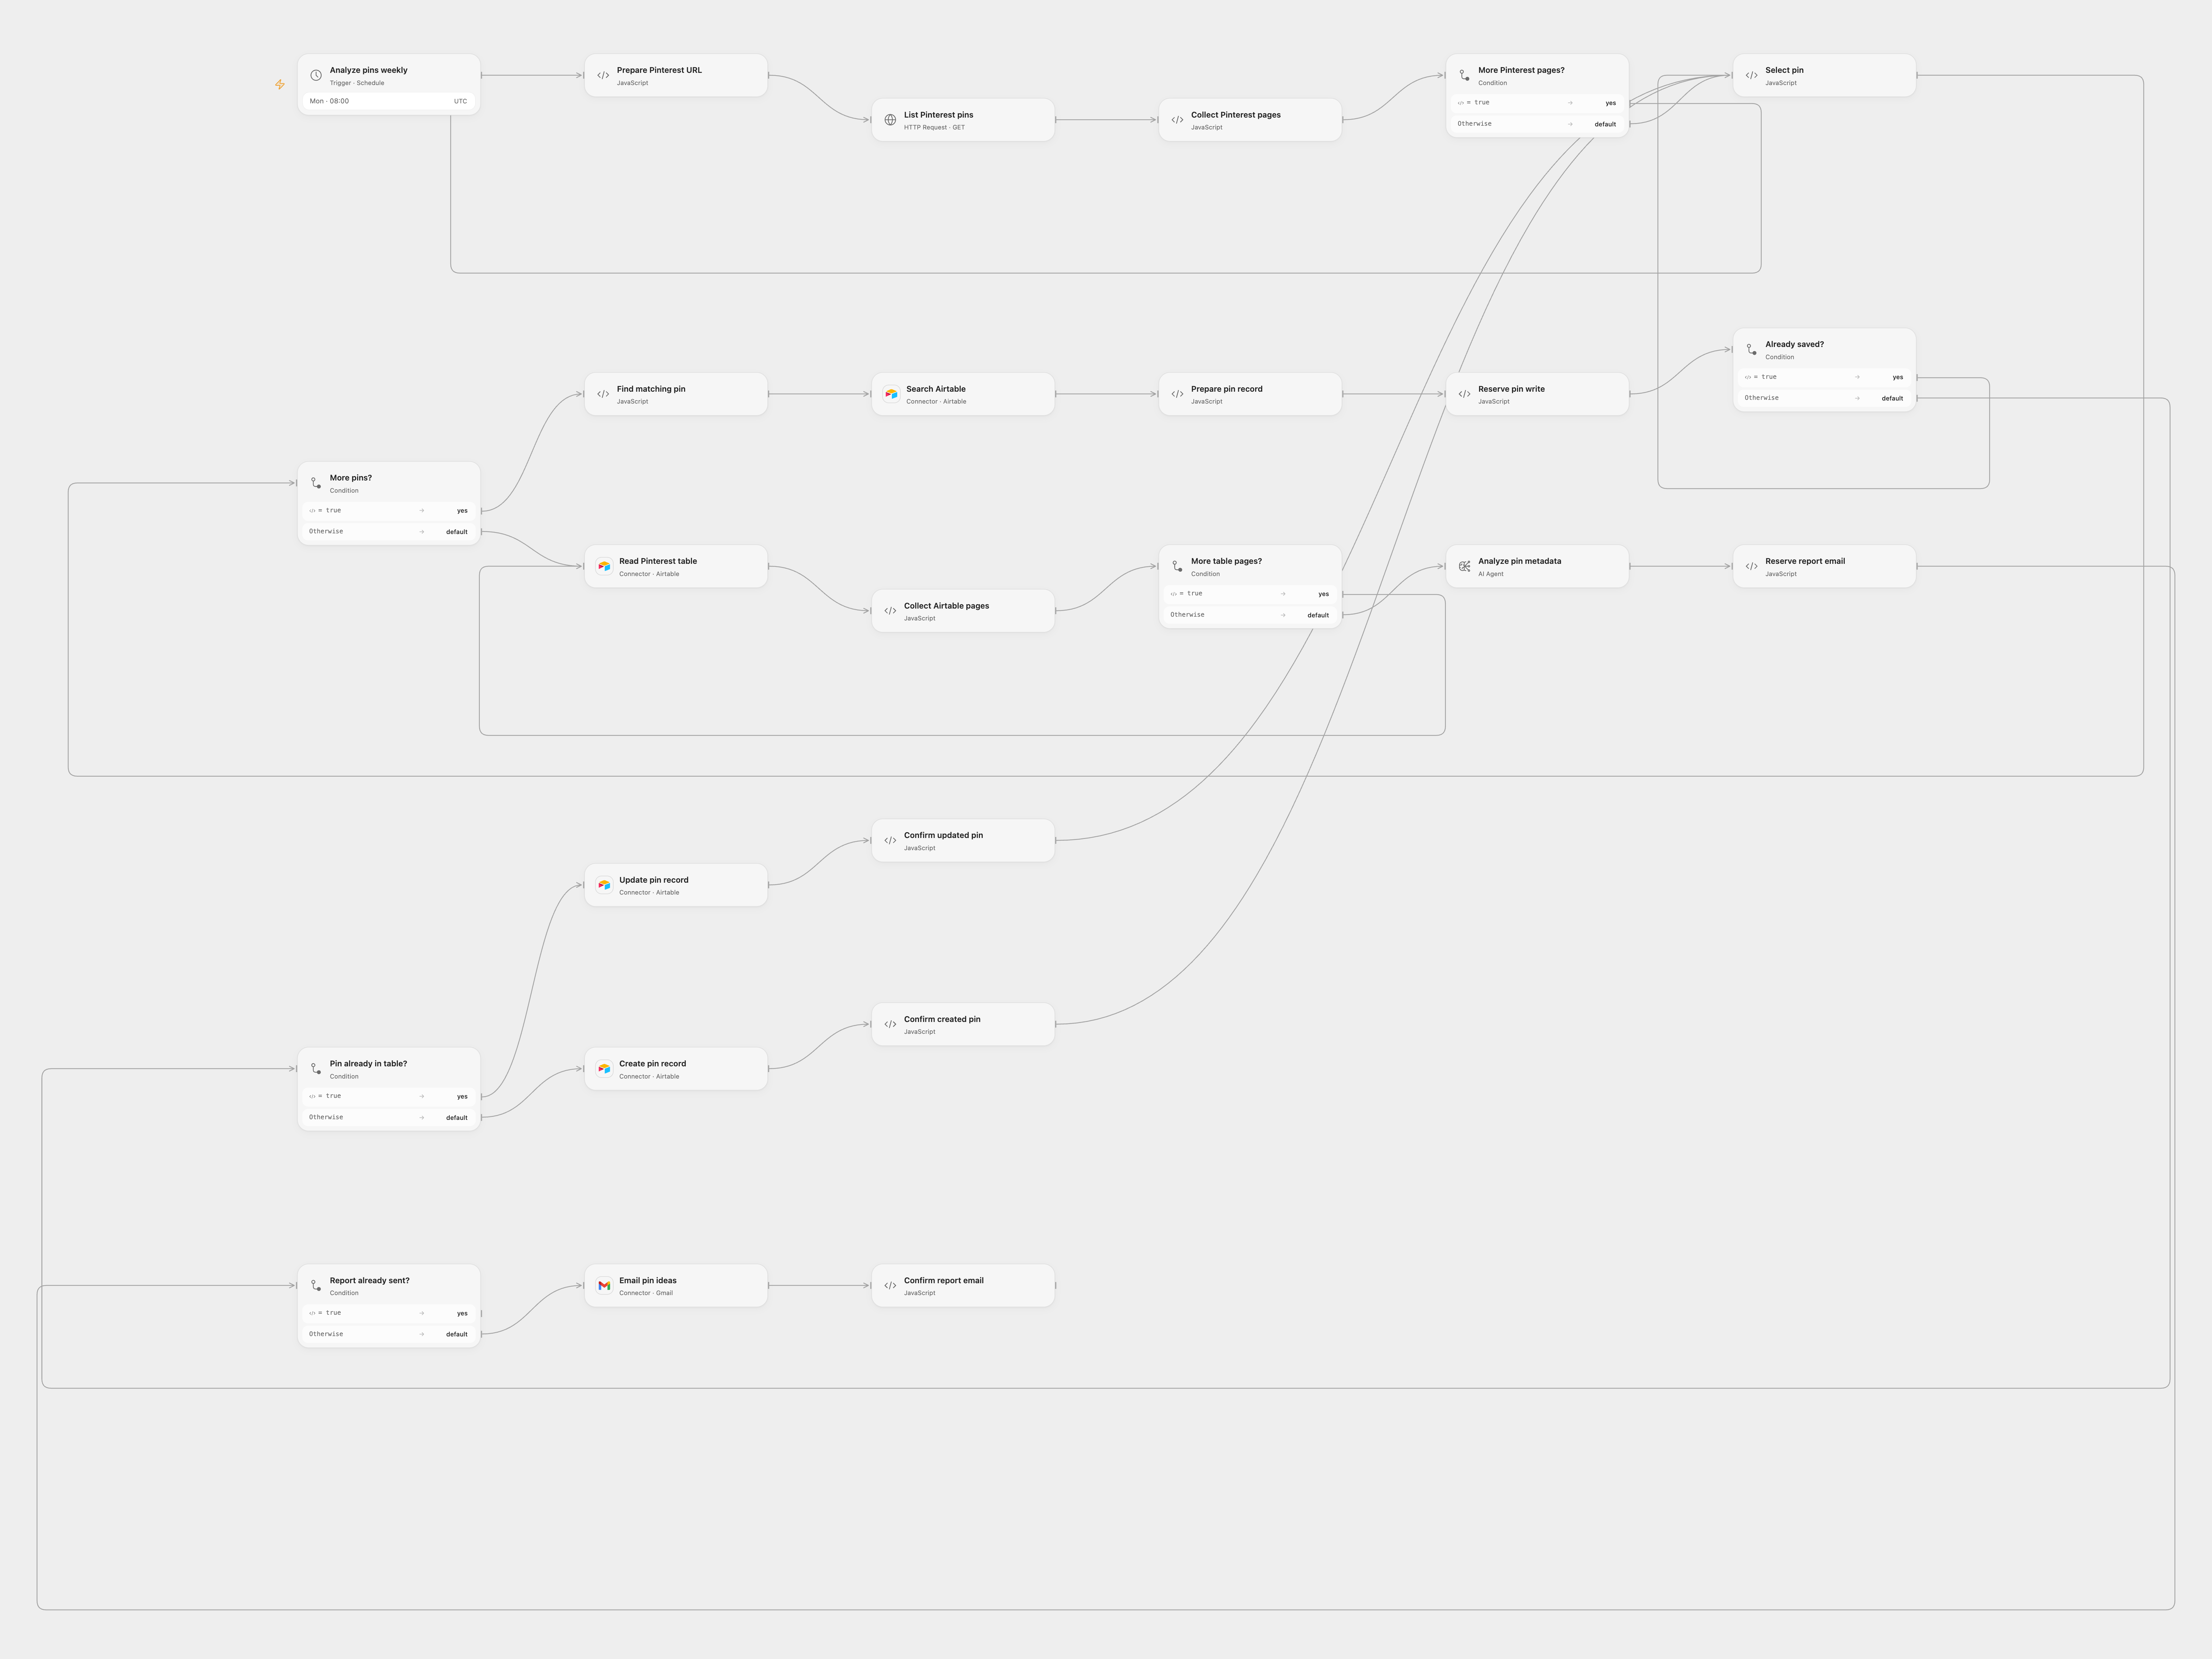 Analyze pins weekly
Trigger · Schedule
Mon · 08:00 UTC
Prepare Pinterest URL
JavaScript
List Pinterest pins
HTTP Request · GET
Collect Pinterest pages
JavaScript
More Pinterest pages?
Condition
</> = true → yes
Otherwise → default
Select pin
JavaScript
Already saved?
Condition
</> = true → yes
Otherwise → default
Find matching pin
JavaScript
Search Airtable
Connector · Airtable
Prepare pin record
JavaScript
Reserve pin write
JavaScript
More pins?
Condition
</> = true → yes
Otherwise → default
Read Pinterest table
Connector · Airtable
Collect Airtable pages
JavaScript
More table pages?
Condition
</> = true → yes
Otherwise → default
Analyze pin metadata
AI Agent
Reserve report email
JavaScript
Confirm updated pin
JavaScript
Update pin record
Connector · Airtable
Confirm created pin
JavaScript
Pin already in table?
Condition
</> = true → yes
Otherwise → default
Create pin record
Connector · Airtable
Report already sent?
Condition
</> = true → yes
Otherwise → default
Email pin ideas
Connector · Gmail
Confirm report email
JavaScript